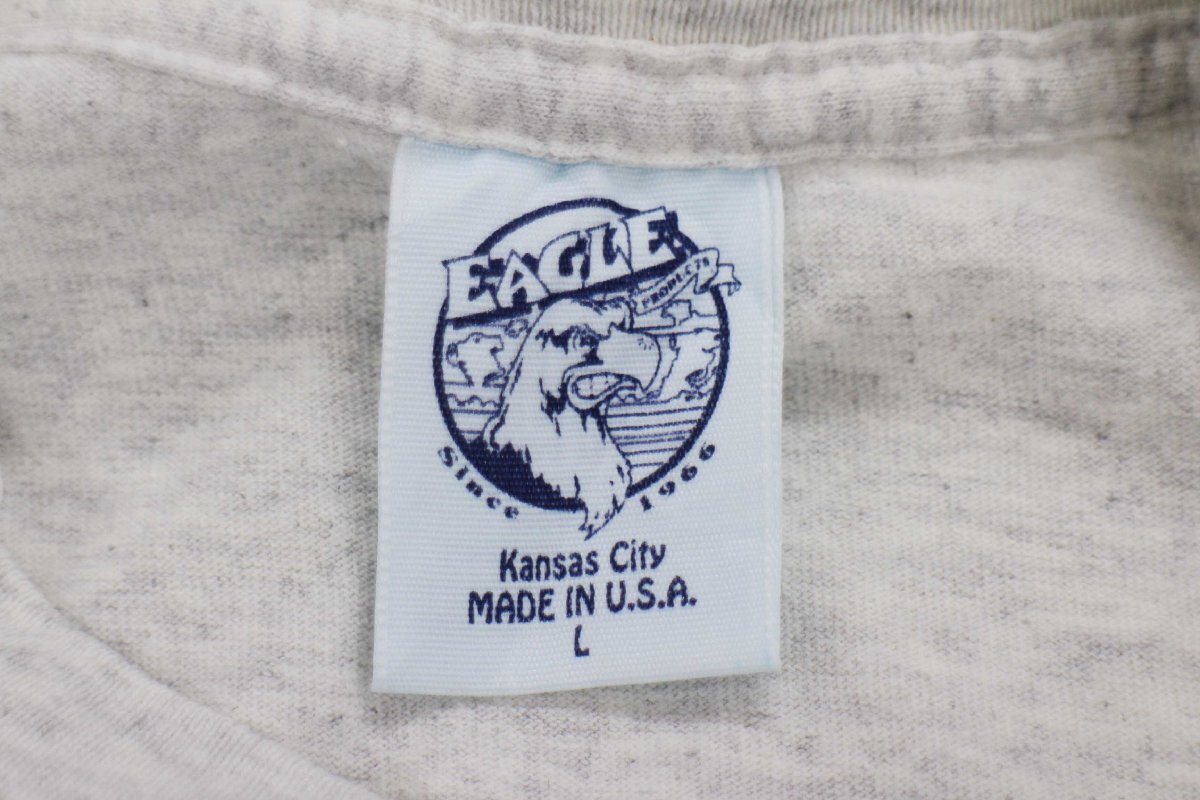 EAGLE
PRODUCTS
Since 1966
Kansas City
MADE IN U.S.A.
L